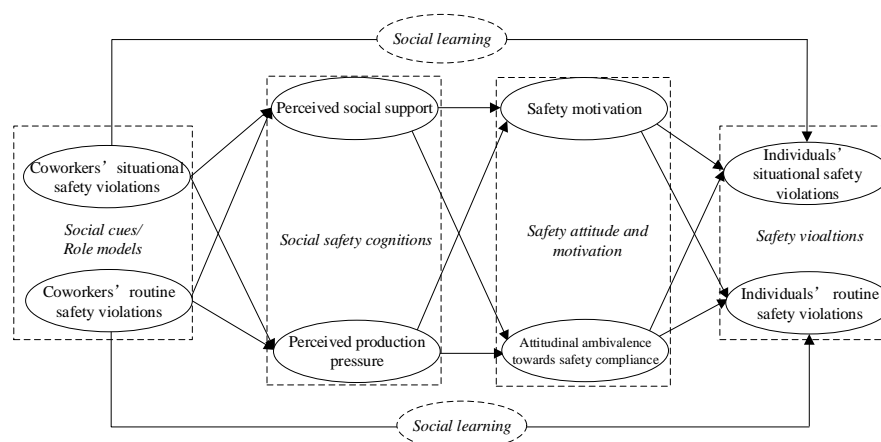 Social learning
Perceived social support
Safety motivation
Coworkers’ situational
safety violations
Individuals’
situational safety
violations
Social cues/
Role models
Social safety cognitions
Safety attitude and
motivation
Safety vioaltions
Coworkers’ routine
safety violations
Individuals’ routine
safety violations
Perceived production
pressure
Attitudinal ambivalence
towards safety compliance
Social learning